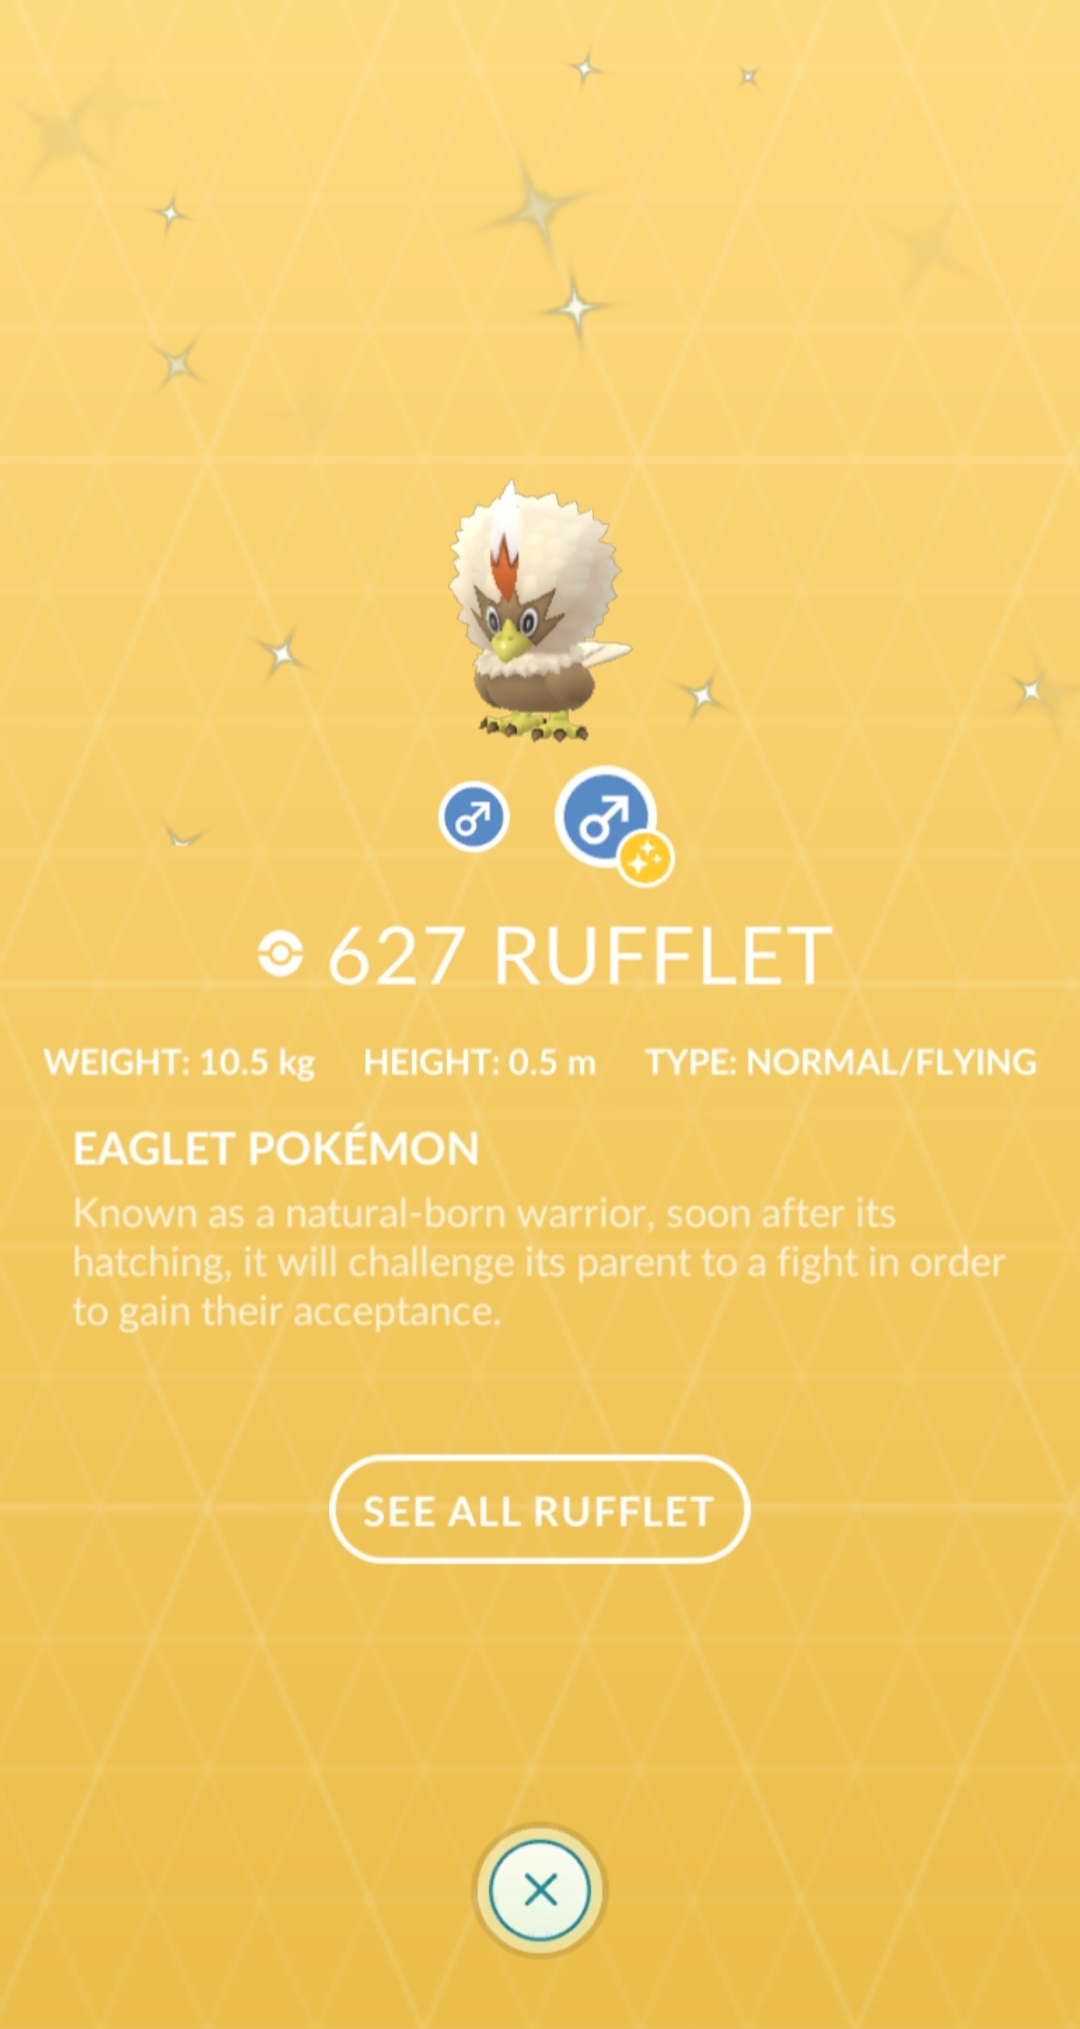 627 RUFFLET
WEIGHT: 10.5 kg HEIGHT: 0.5 m TYPE: NORMAL/FLYING
EAGLET POKÉMON
Known as a natural-born warrior, soon after its
hatching, it will challenge its parent to a fight in order
to gain their acceptance.
SEE ALL RUFFLET